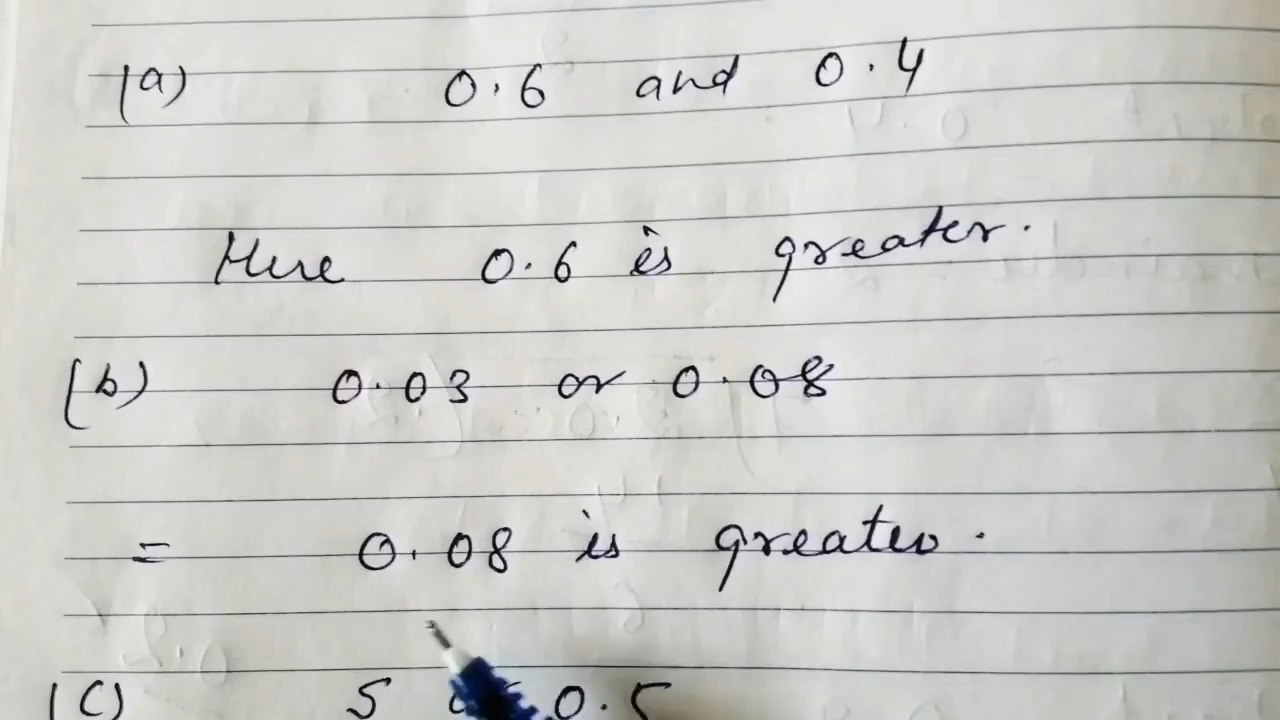 (a) 0.6 and 0.4
Here 0.6 is greater.
(b) 0.03 or 0.08
= 0.08 is greater.
(c) 5 0.5